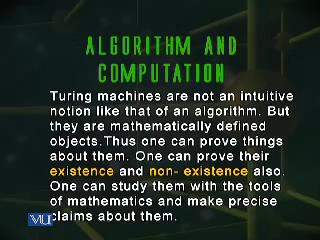 ALGORITHM AND
COMPUTATION
Turing machines are not an intuitive
notion like that of an algorithm. But
they are mathematically defined
objects.Thus one can prove things
about them. One can prove their
existence and non- existence also.
One can study them with the tools
of mathematics and make precise
claims about them.
VU